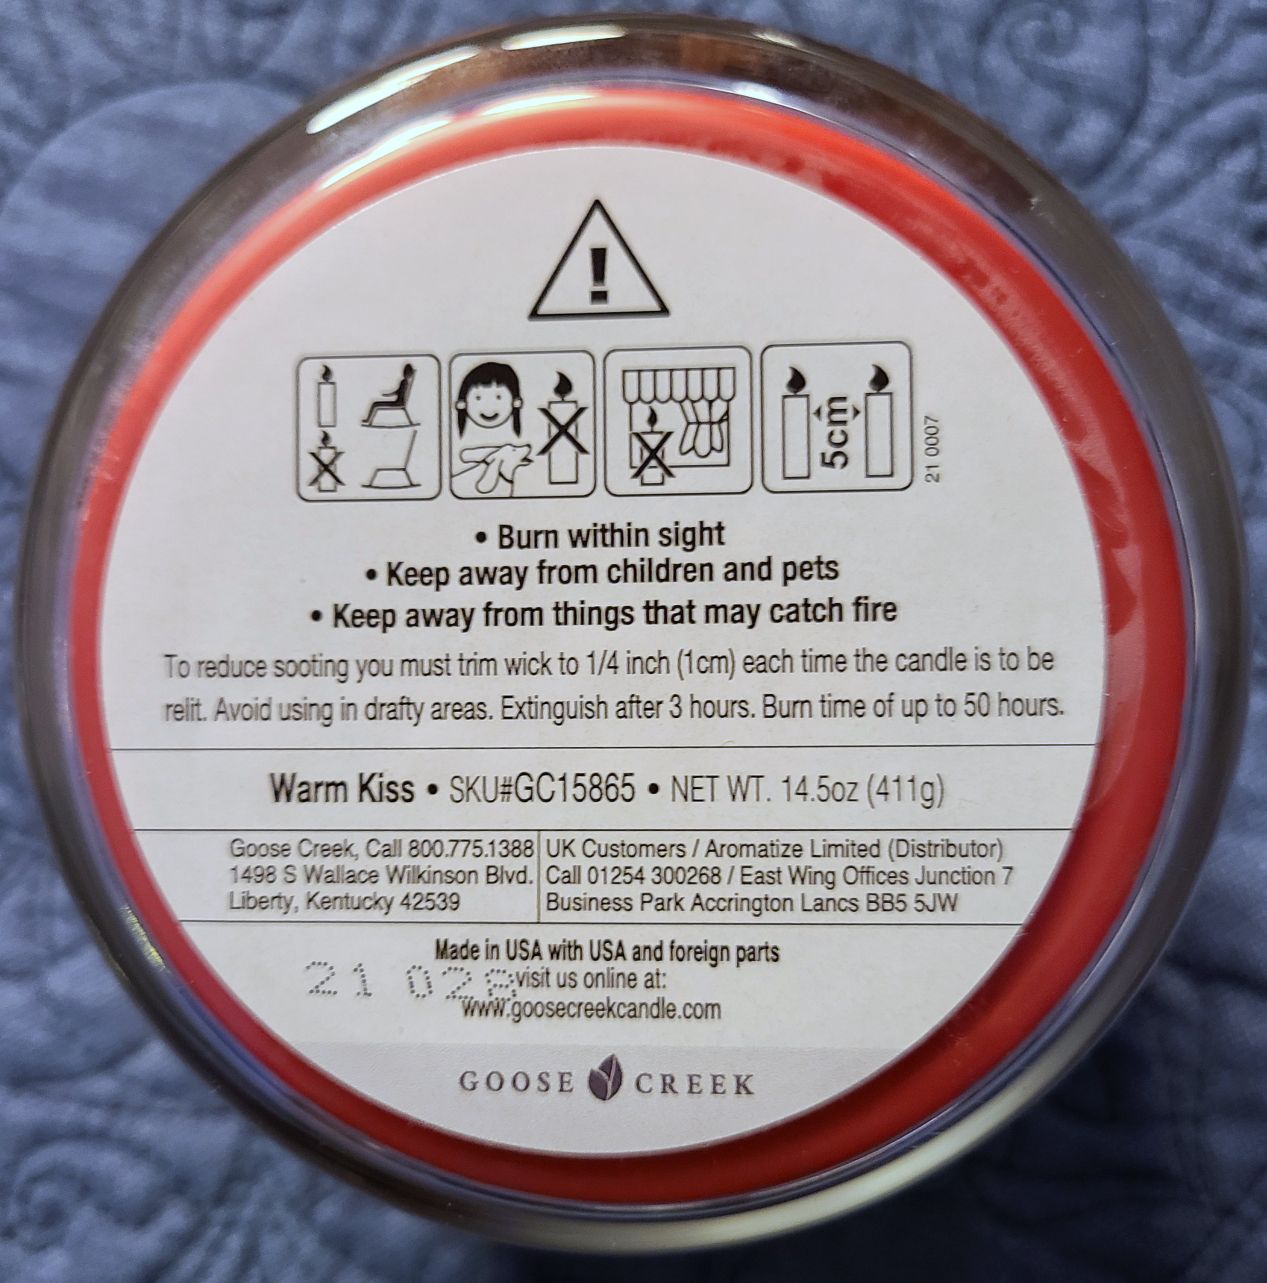 !
5cm
21 0007
• Burn within sight
• Keep away from children and pets
• Keep away from things that may catch fire
To reduce sooting you must trim wick to 1/4 inch (1cm) each time the candle is to be
relit. Avoid using in drafty areas. Extinguish after 3 hours. Burn time of up to 50 hours.
Warm Kiss • SKU#GC15865 • NET WT. 14.5oz (411g)
Goose Creek, Call 800.775.1388
1498 S Wallace Wilkinson Blvd.
Liberty, Kentucky 42539
UK Customers / Aromatize Limited (Distributor)
Call 01254 300268 / East Wing Offices Junction 7
Business Park Accrington Lancs BB5 5JW
Made in USA with USA and foreign parts
21
visit us online at:
www.goosecreekcandle.com
GOOSE CREEK